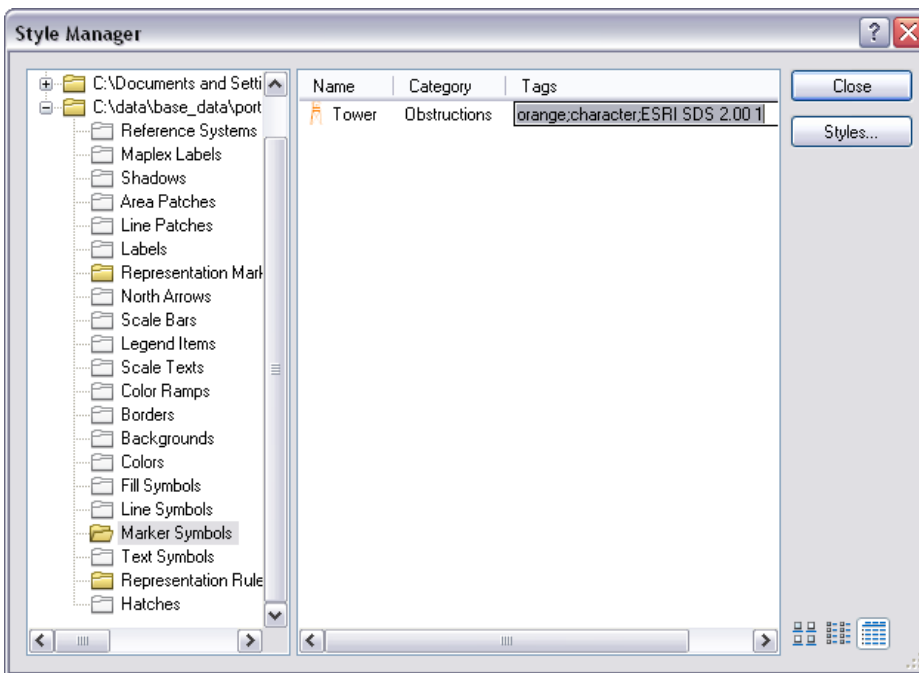 Style Manager
C:\Documents and Setti
C:\data\base_data\port
Reference Systems
Maplex Labels
Shadows
Area Patches
Line Patches
Labels
Representation Mark
North Arrows
Scale Bars
Legend Items
Scale Texts
Color Ramps
Borders
Backgrounds
Colors
Fill Symbols
Line Symbols
Marker Symbols
Text Symbols
Representation Rule
Hatches
Name Category Tags
Tower Obstructions orange;character;ESRI SDS 2.00 1
Close
Styles...